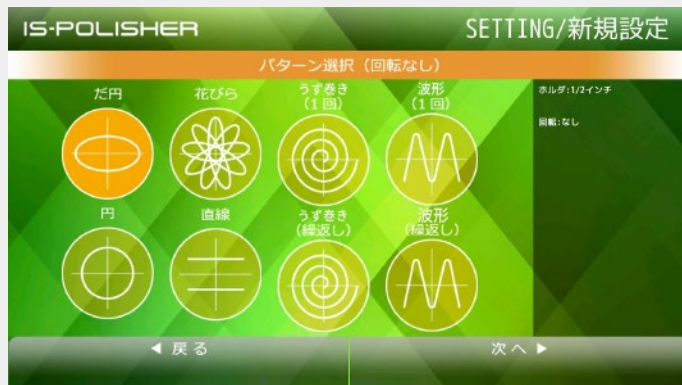 IS-POLISHER
SETTING/新規設定
パターン選択（回転なし）
だ円
花びら
うず巻き
（1回）
波形
（1回）
円
直線
うず巻き
（繰返し）
波形
（繰返し）
ホルダ:1/2インチ
回転:なし
◀ 戻る
次へ ▶